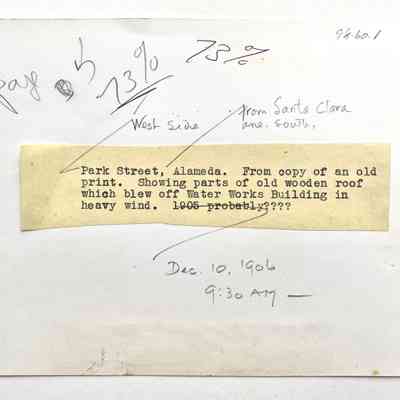 96.60.1
page 5
73%
73%
West side
from Santa Clara
ave. south.
Park Street, Alameda. From copy of an old
print. Showing parts of old wooden roof
which blew off Water Works Building in
heavy wind. 1905 probably????
Dec. 10, 1906
9:30 AM —